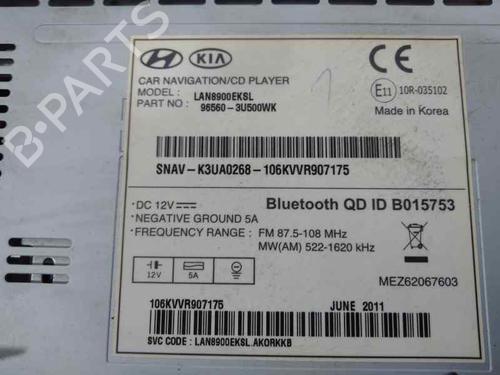 KIA
CE
CAR NAVIGATION/CD PLAYER
MODEL : LAN8900EKSL
PART NO : 96560-3U500WK
E11 10R-035102
Made in Korea
1
SNAV-K3UA0268-106KVVR907175
DC 12V
NEGATIVE GROUND 5A
FREQUENCY RANGE : FM 87.5-108 MHz
MW(AM) 522-1620 kHz
Bluetooth QD ID B015753
12V 5A
MEZ62067603
106KVVR907175
JUNE 2011
SVC CODE : LAN8900EKSL.AKORKKB
B-PARTS